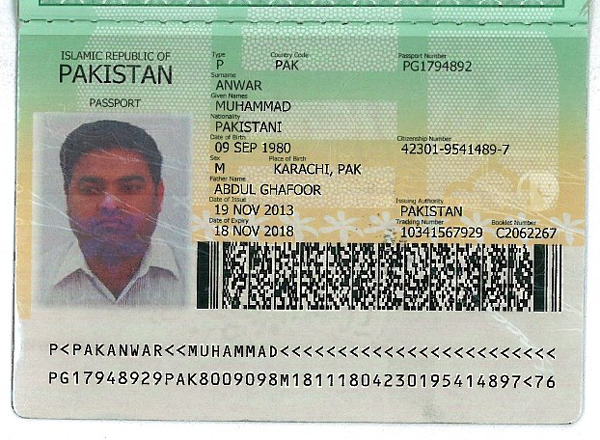 ISLAMIC REPUBLIC OF
PAKISTAN
PASSPORT
Type Country Code Passport Number
P PAK PG1794892
Surname
ANWAR
Given Names
MUHAMMAD
Nationality
PAKISTANI
Date of Birth Citizenship Number
09 SEP 1980 42301-9541489-7
Sex Place of Birth
M KARACHI, PAK
Father Name
ABDUL GHAFOOR
Date of Issue Issuing Authority
19 NOV 2013 PAKISTAN
Date of Expiry Tracking Number Booklet Number
18 NOV 2018 10341567929 C2062267
P<PAKANWAR<<MUHAMMAD<<<<<<<<<<<<<<<<<<<<<<<<
PG17948929PAK8009098M18111804230195414897<76